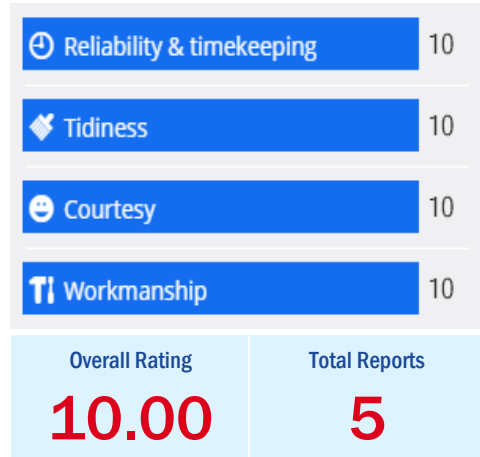 Reliability & timekeeping 10
Tidiness 10
Courtesy 10
Workmanship 10
Overall Rating Total Reports
10.00 5